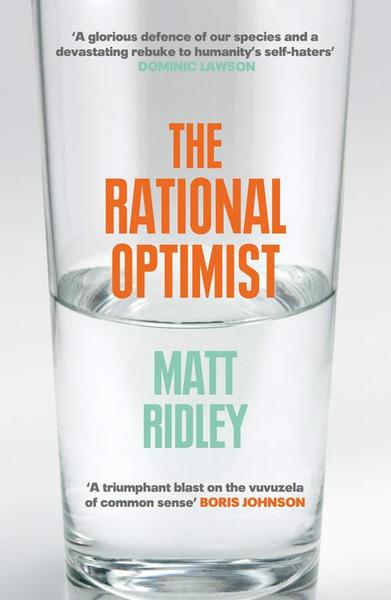 ‘A glorious defence of our species and a
devastating rebuke to humanity’s self-haters’
DOMINIC LAWSON
THE
RATIONAL
OPTIMIST
MATT
RIDLEY
‘A triumphant blast on the vuvuzela
of common sense’ BORIS JOHNSON